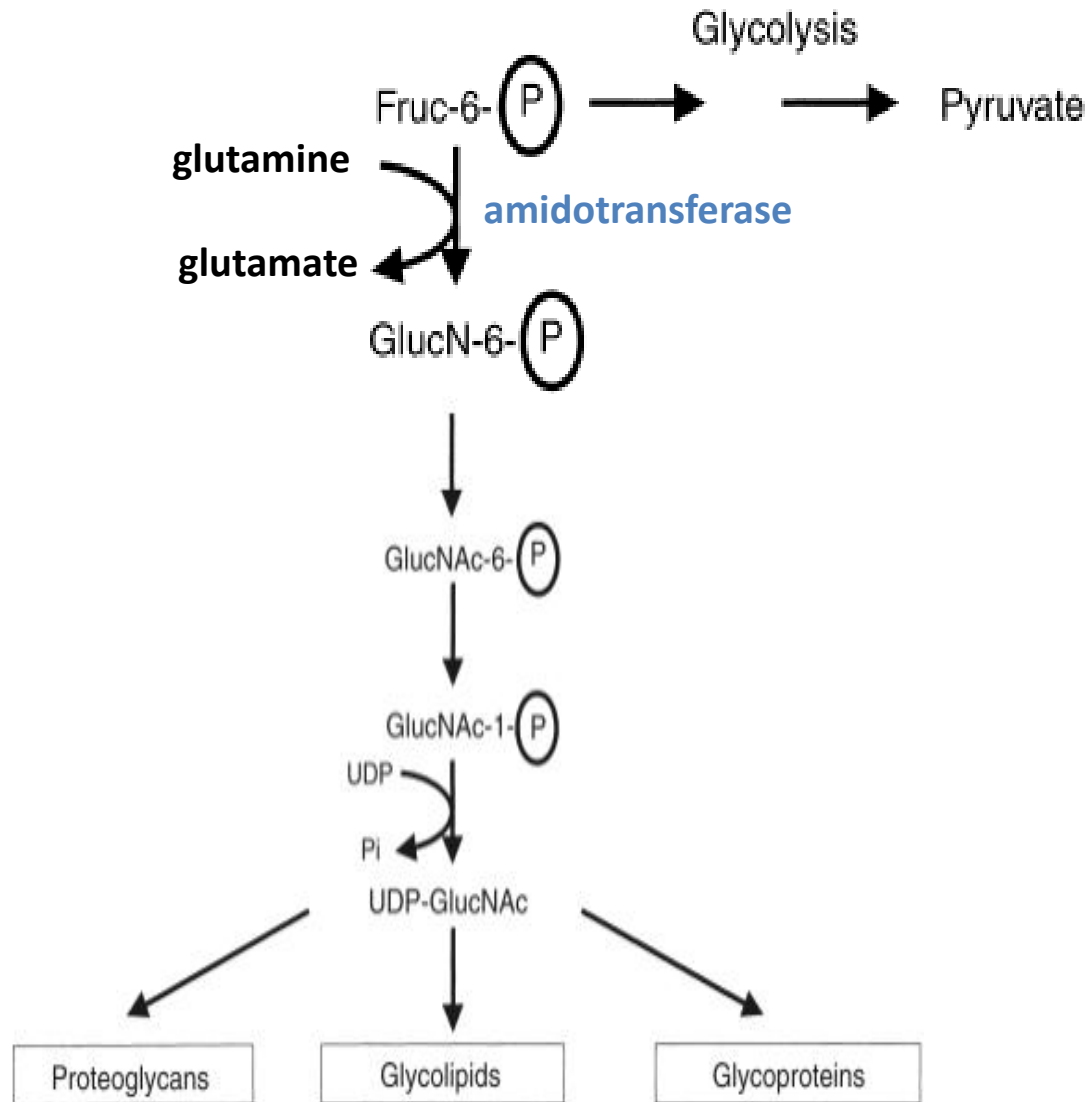 Glycolysis
Fruc-6- P
Pyruvate
glutamine
amidotransferase
glutamate
GlucN-6- P
GlucNAc-6- P
GlucNAc-1- P
UDP
Pi
UDP-GlucNAc
Proteoglycans
Glycolipids
Glycoproteins